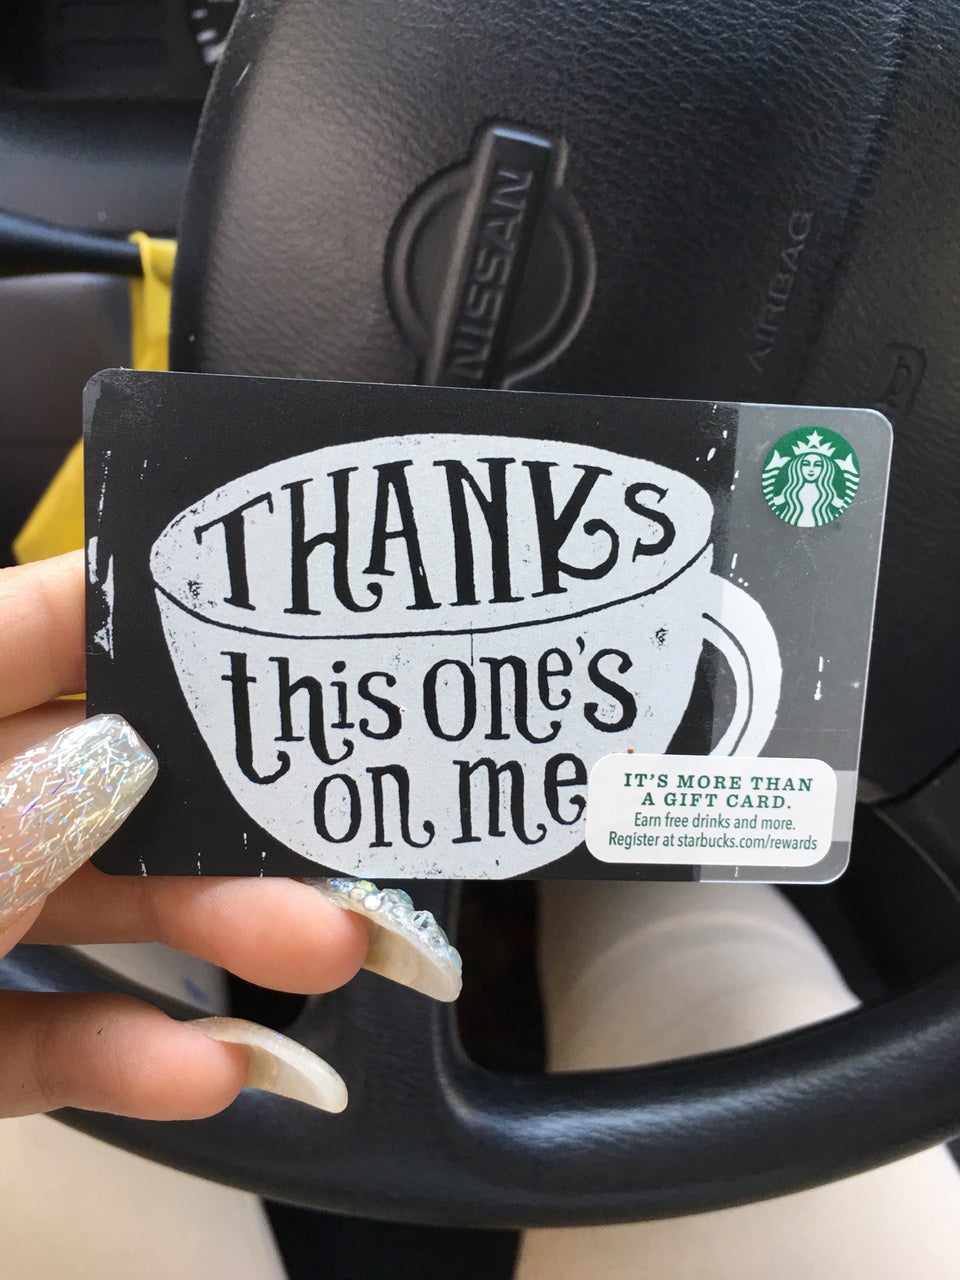 NISSAN
AIRBAG
THANKS
this one's
on me
IT'S MORE THAN
A GIFT CARD.
Earn free drinks and more.
Register at starbucks.com/rewards